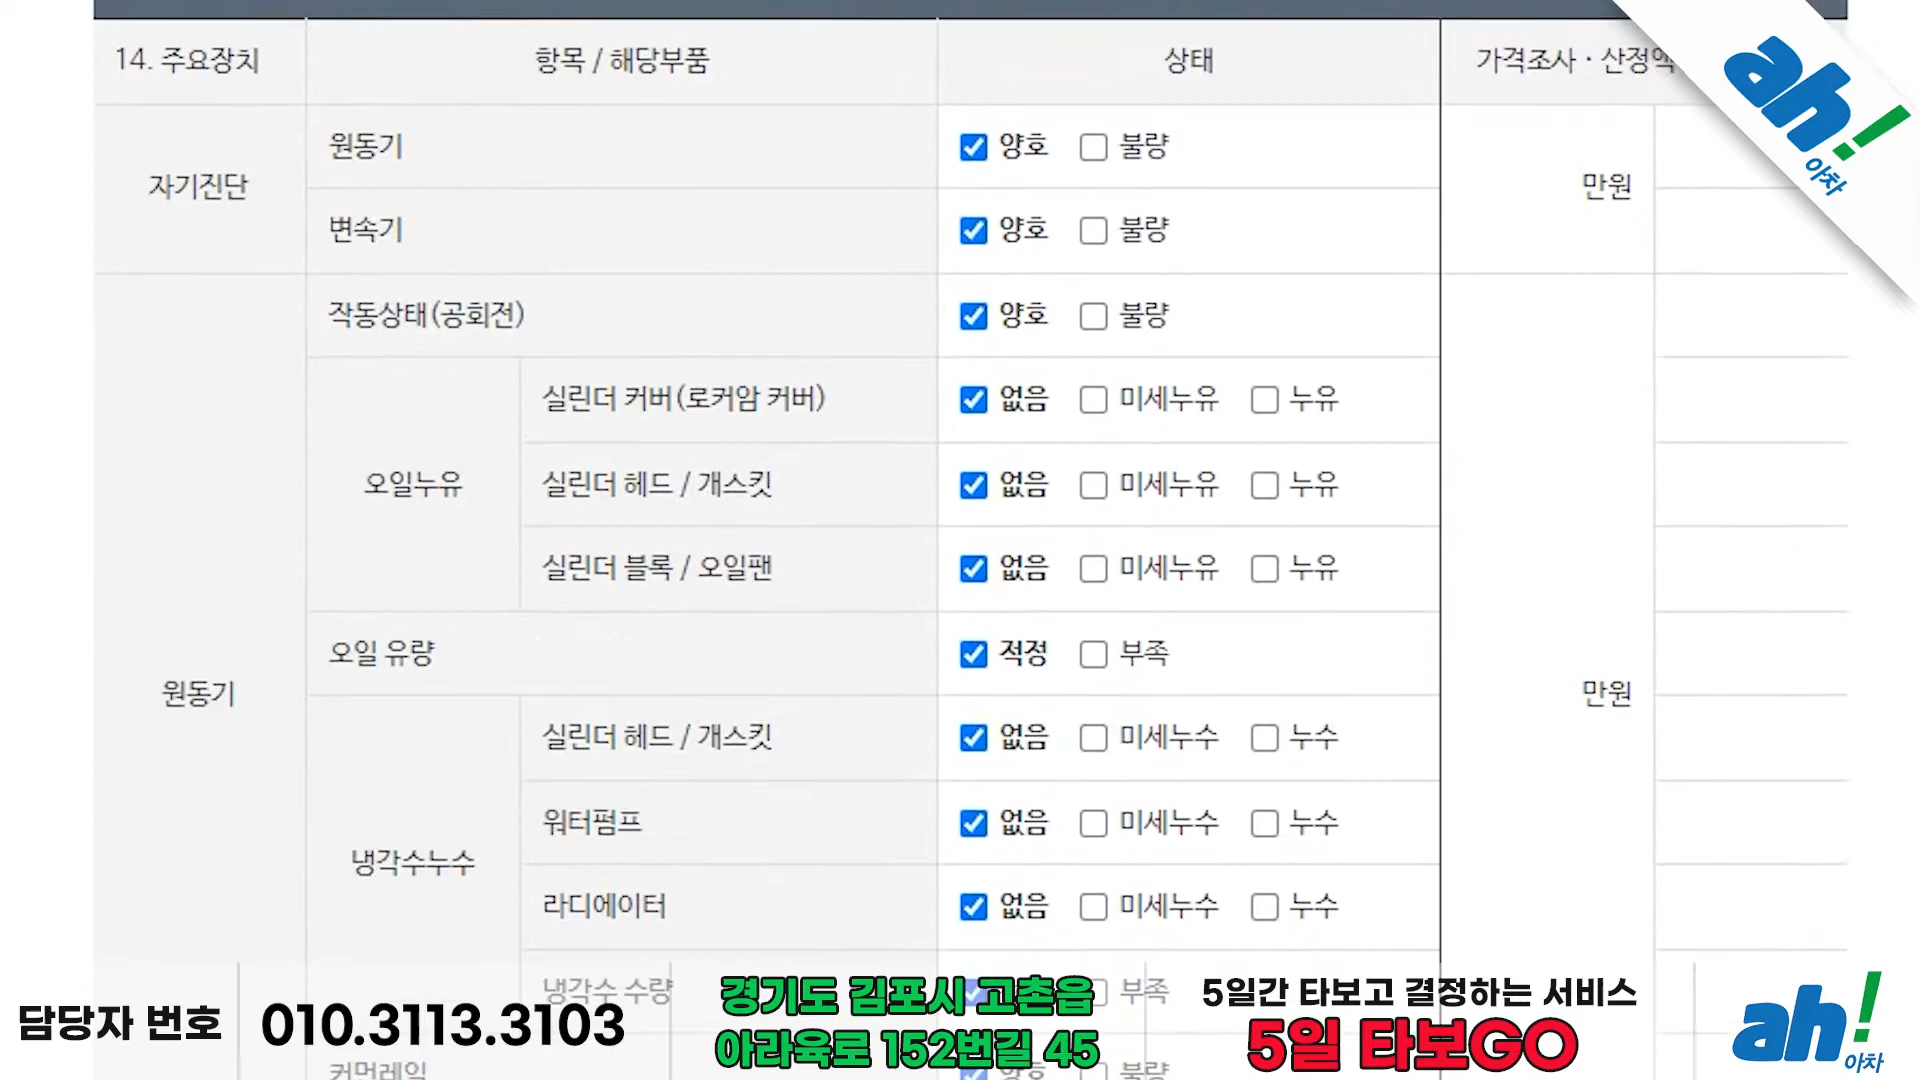 14. 주요장치 항목 / 해당부품 상태 가격조사 · 산정액
자기진단 원동기 양호 불량 만원
변속기 양호 불량
원동기 작동상태(공회전) 양호 불량 만원
오일누유 실린더 커버(로커암 커버) 없음 미세누유 누유
실린더 헤드 / 개스킷 없음 미세누유 누유
실린더 블록 / 오일팬 없음 미세누유 누유
오일 유량 적정 부족
냉각수누수 실린더 헤드 / 개스킷 없음 미세누수 누수
워터펌프 없음 미세누수 누수
라디에이터 없음 미세누수 누수
냉각수 수량 부족
커먼레일 양호 불량
ah!
아차
담당자 번호 010.3113.3103
경기도 김포시 고촌읍
아라육로 152번길 45
5일간 타보고 결정하는 서비스
5일 타보GO
ah!
아차